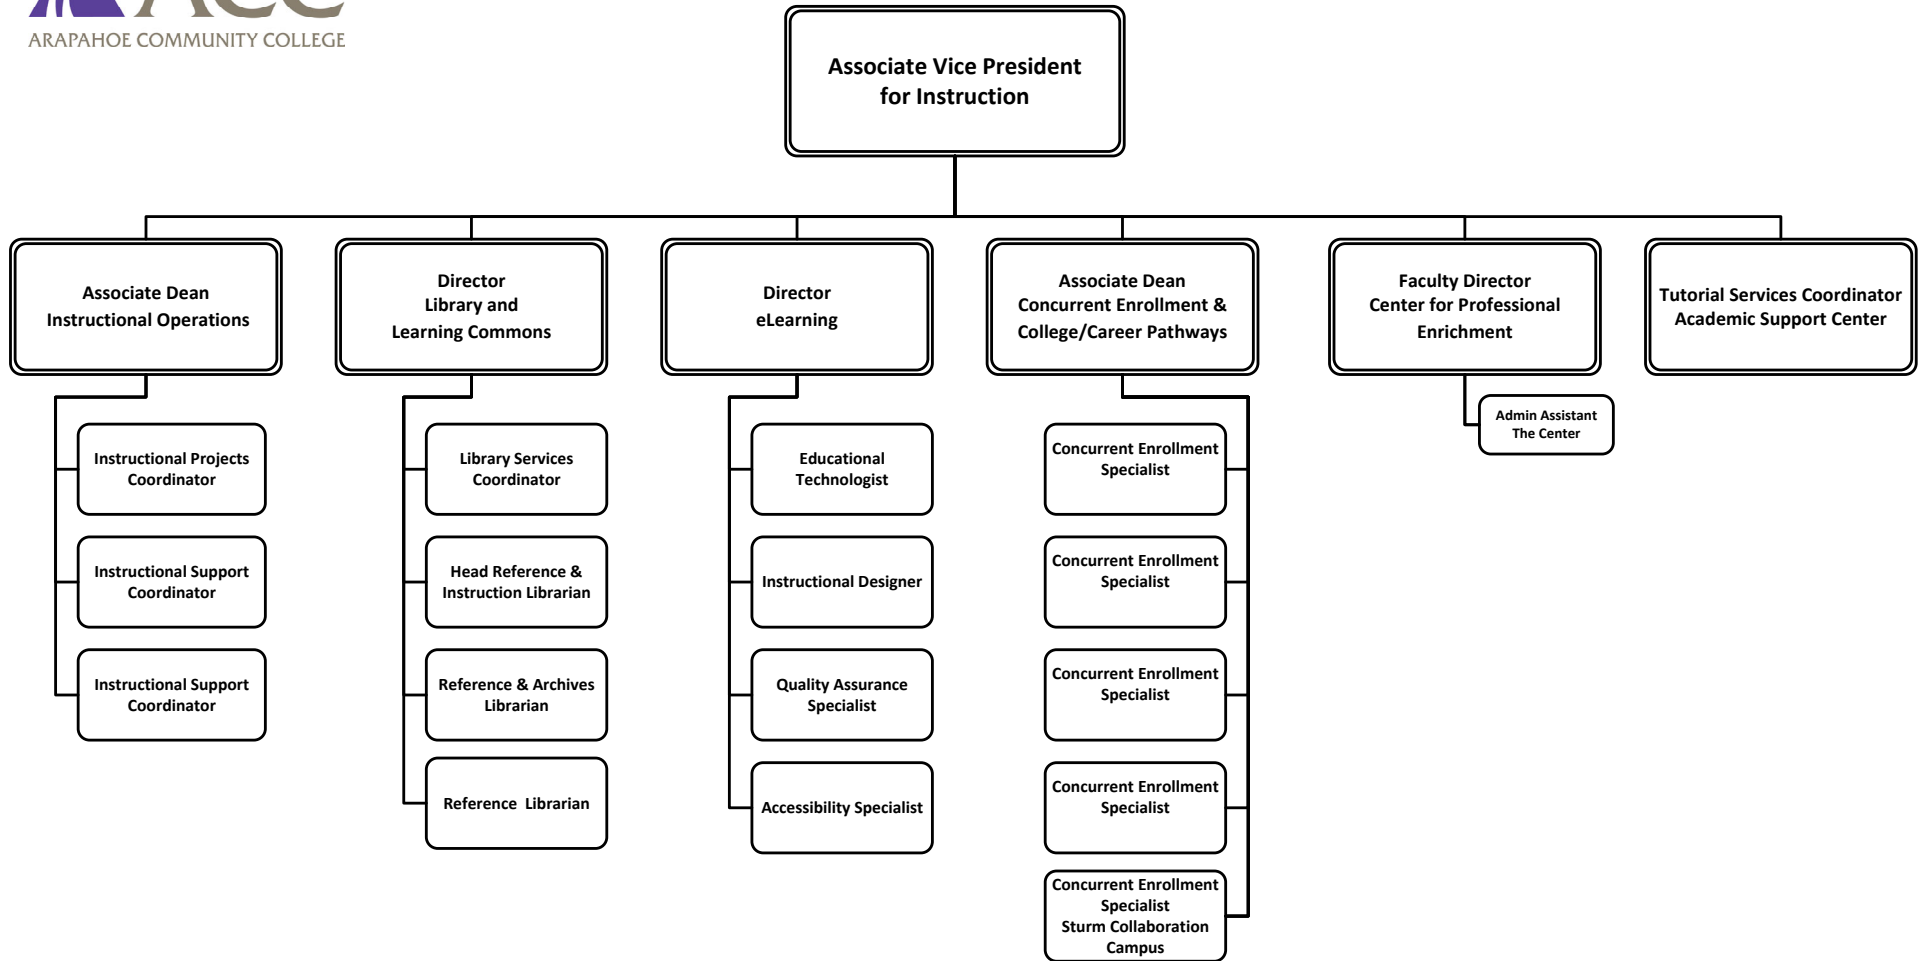 ACC
ARAPAHOE COMMUNITY COLLEGE
Associate Vice President
for Instruction
Associate Dean
Instructional Operations
Director
Library and
Learning Commons
Director
eLearning
Associate Dean
Concurrent Enrollment &
College/Career Pathways
Faculty Director
Center for Professional
Enrichment
Tutorial Services Coordinator
Academic Support Center
Instructional Projects
Coordinator
Instructional Support
Coordinator
Instructional Support
Coordinator
Library Services
Coordinator
Head Reference &
Instruction Librarian
Reference & Archives
Librarian
Reference  Librarian
Educational
Technologist
Instructional Designer
Quality Assurance
Specialist
Accessibility Specialist
Concurrent Enrollment
Specialist
Concurrent Enrollment
Specialist
Concurrent Enrollment
Specialist
Concurrent Enrollment
Specialist
Concurrent Enrollment
Specialist
Sturm Collaboration
Campus
Admin Assistant
The Center